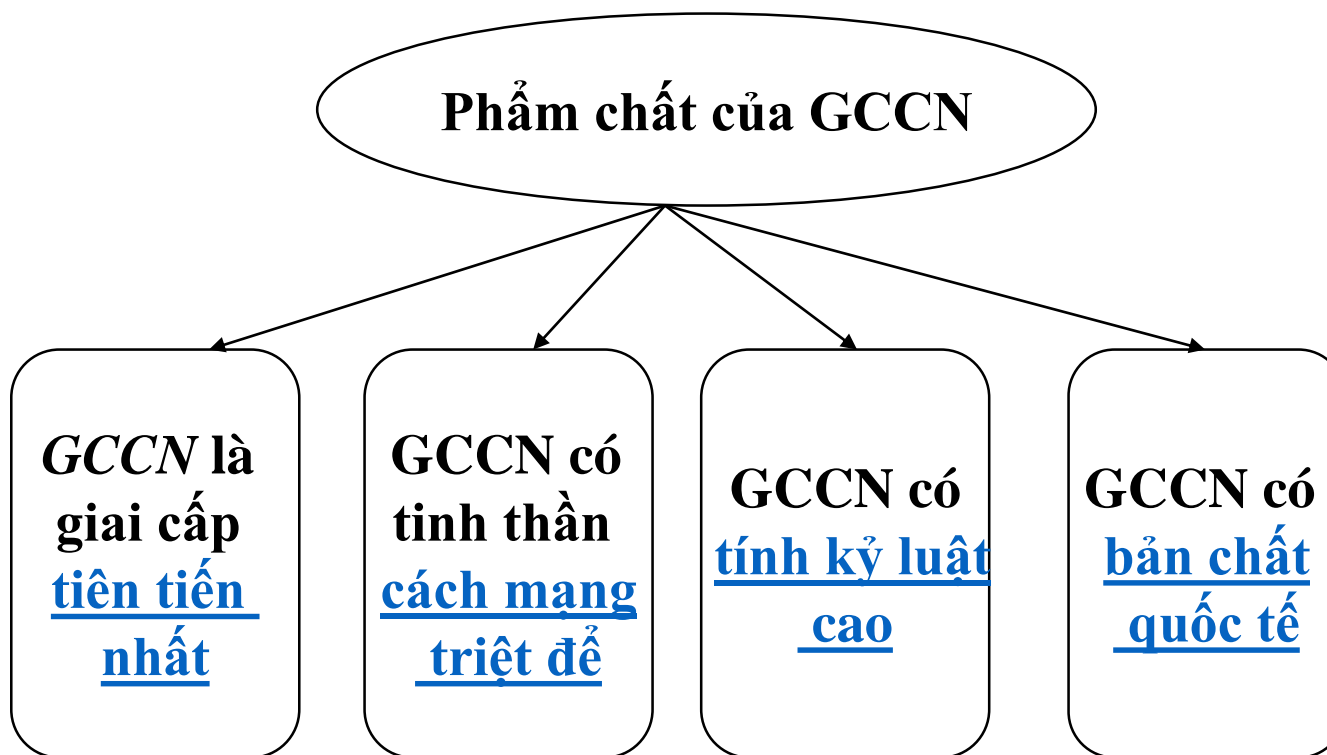 Phẩm chất của GCCN
GCCN là
giai cấp
tiên tiến
nhất
GCCN có
tinh thần
cách mạng
triệt để
GCCN có
tính kỷ luật
cao
GCCN có
bản chất
quốc tế